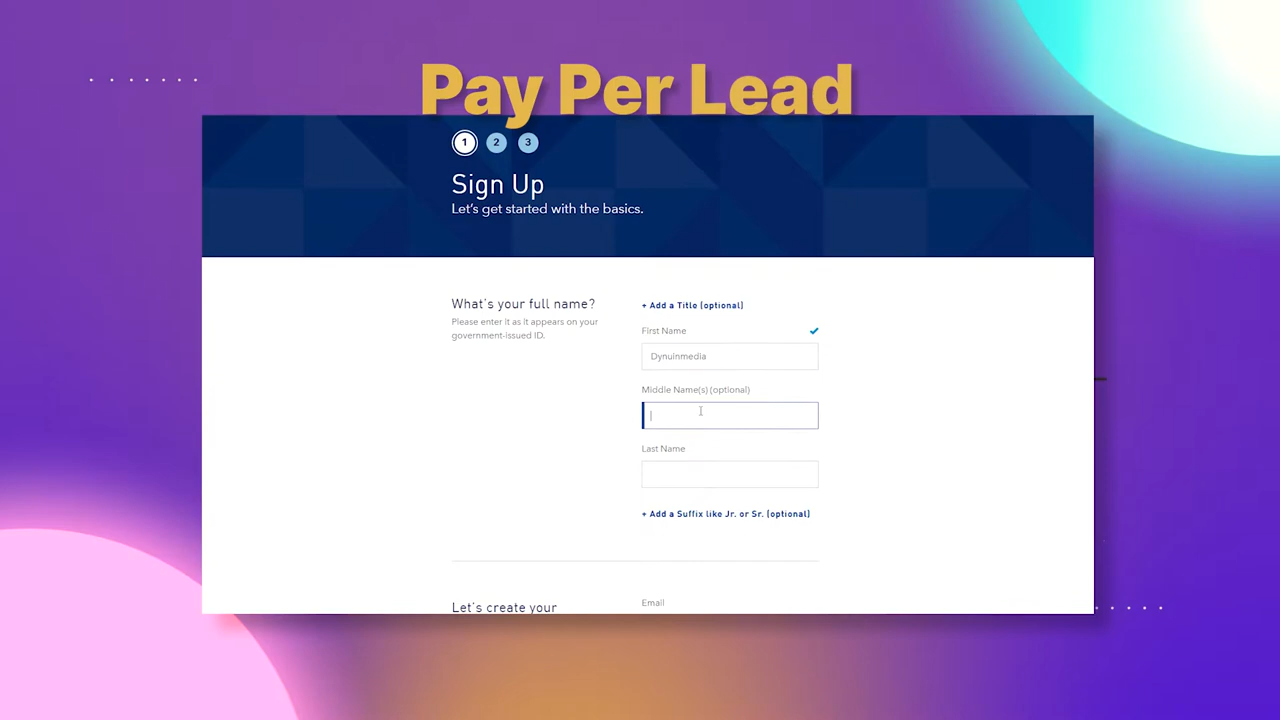 Pay Per Lead
1 2 3
Sign Up
Let's get started with the basics.
What's your full name?
Please enter it as it appears on your
government-issued ID.
+ Add a Title (optional)
First Name
Dynuinmedia
Middle Name(s) (optional)
Last Name
+ Add a Suffix like Jr. or Sr. (optional)
Let's create your
Email